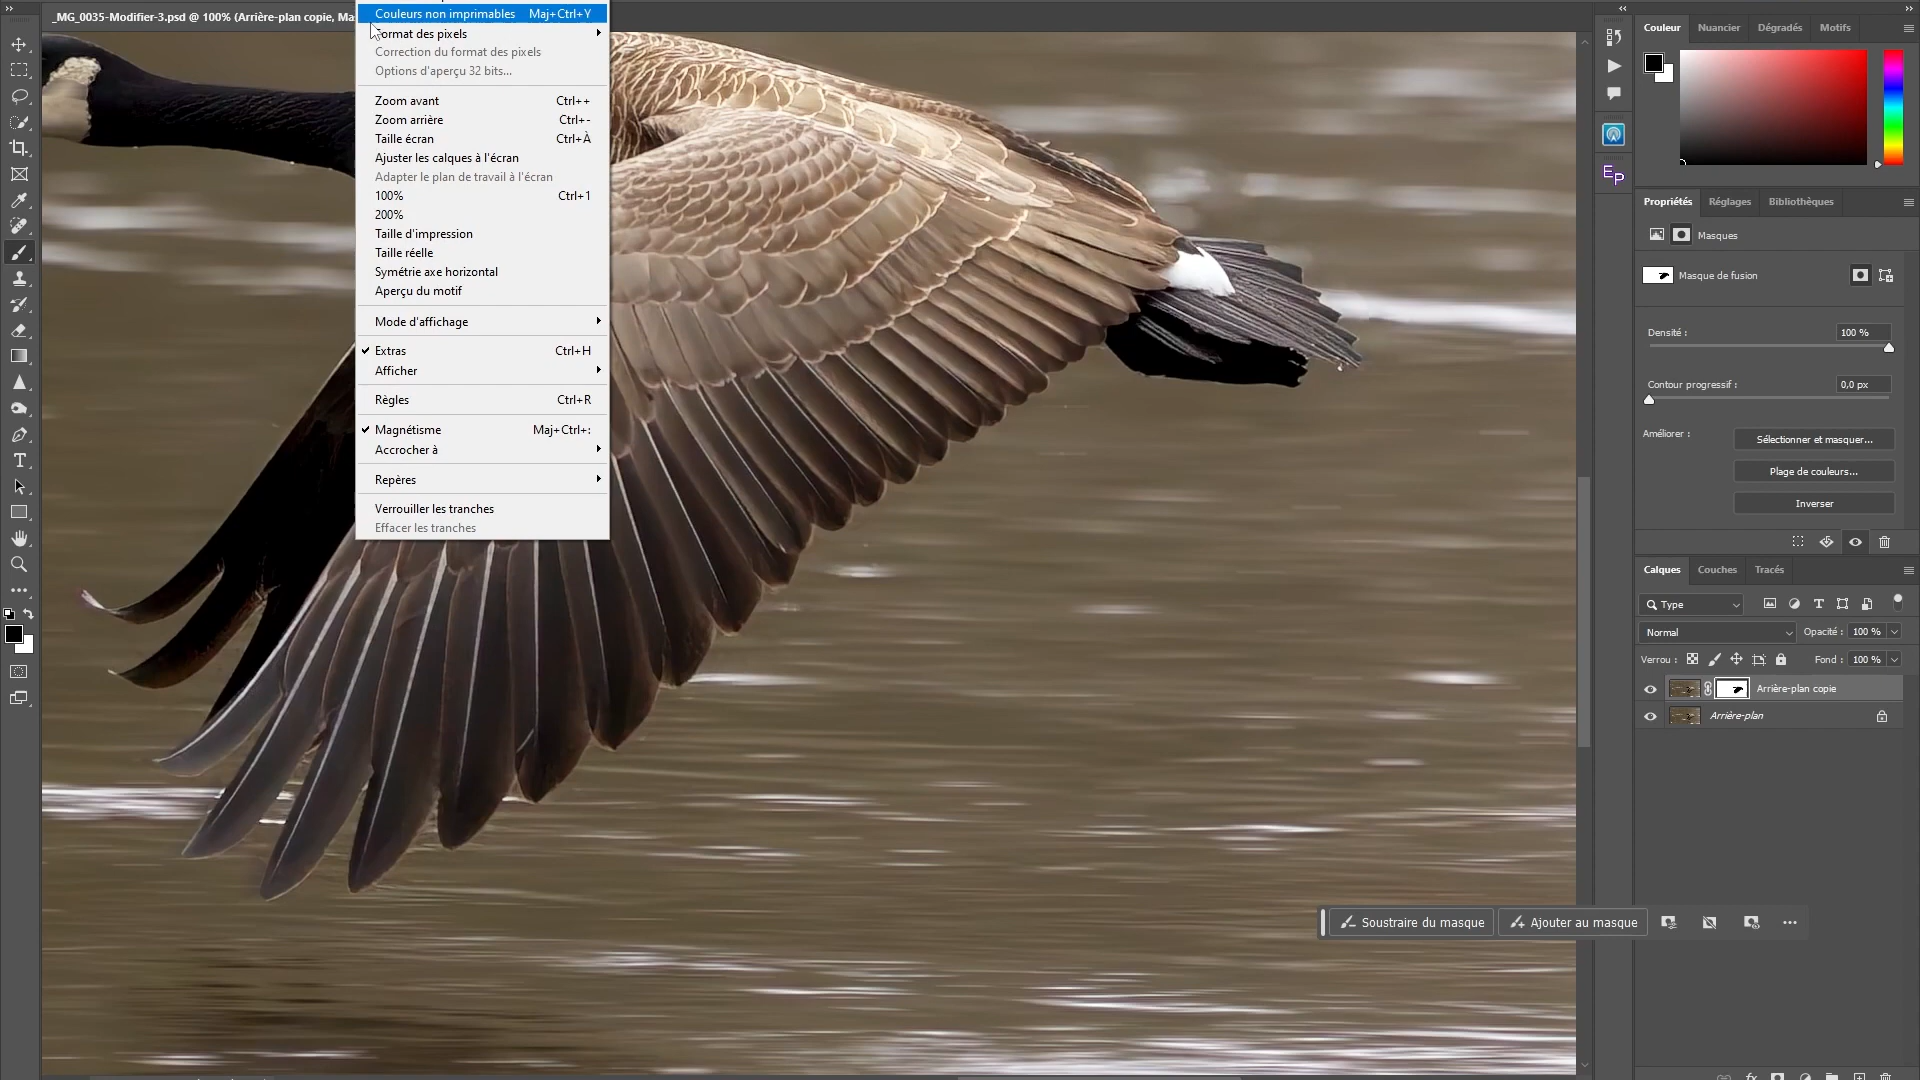 _MG_0035-Modifier-3.psd @ 100% (Arrière-plan copie, Ma
Couleurs non imprimables Maj+Ctrl+Y
Format des pixels
Correction du format des pixels
Options d'aperçu 32 bits...
Zoom avant Ctrl++
Zoom arrière Ctrl+-
Taille écran Ctrl+À
Ajuster les calques à l'écran
Adapter le plan de travail à l'écran
100% Ctrl+1
200%
Taille d'impression
Taille réelle
Symétrie axe horizontal
Aperçu du motif
Mode d'affichage
Extras Ctrl+H
Afficher
Règles Ctrl+R
Magnétisme Maj+Ctrl+:
Accrocher à
Repères
Verrouiller les tranches
Effacer les tranches
Couleur Nuancier Dégradés Motifs
EP
Propriétés Réglages Bibliothèques
Masques
Masque de fusion
Densité : 100 %
Contour progressif : 0,0 px
Améliorer : Sélectionner et masquer...
Plage de couleurs...
Inverser
Calques Couches Tracés
Type
Normal Opacité : 100 %
Verrou : Fond : 100 %
Arrière-plan copie
Arrière-plan
Soustraire du masque Ajouter au masque